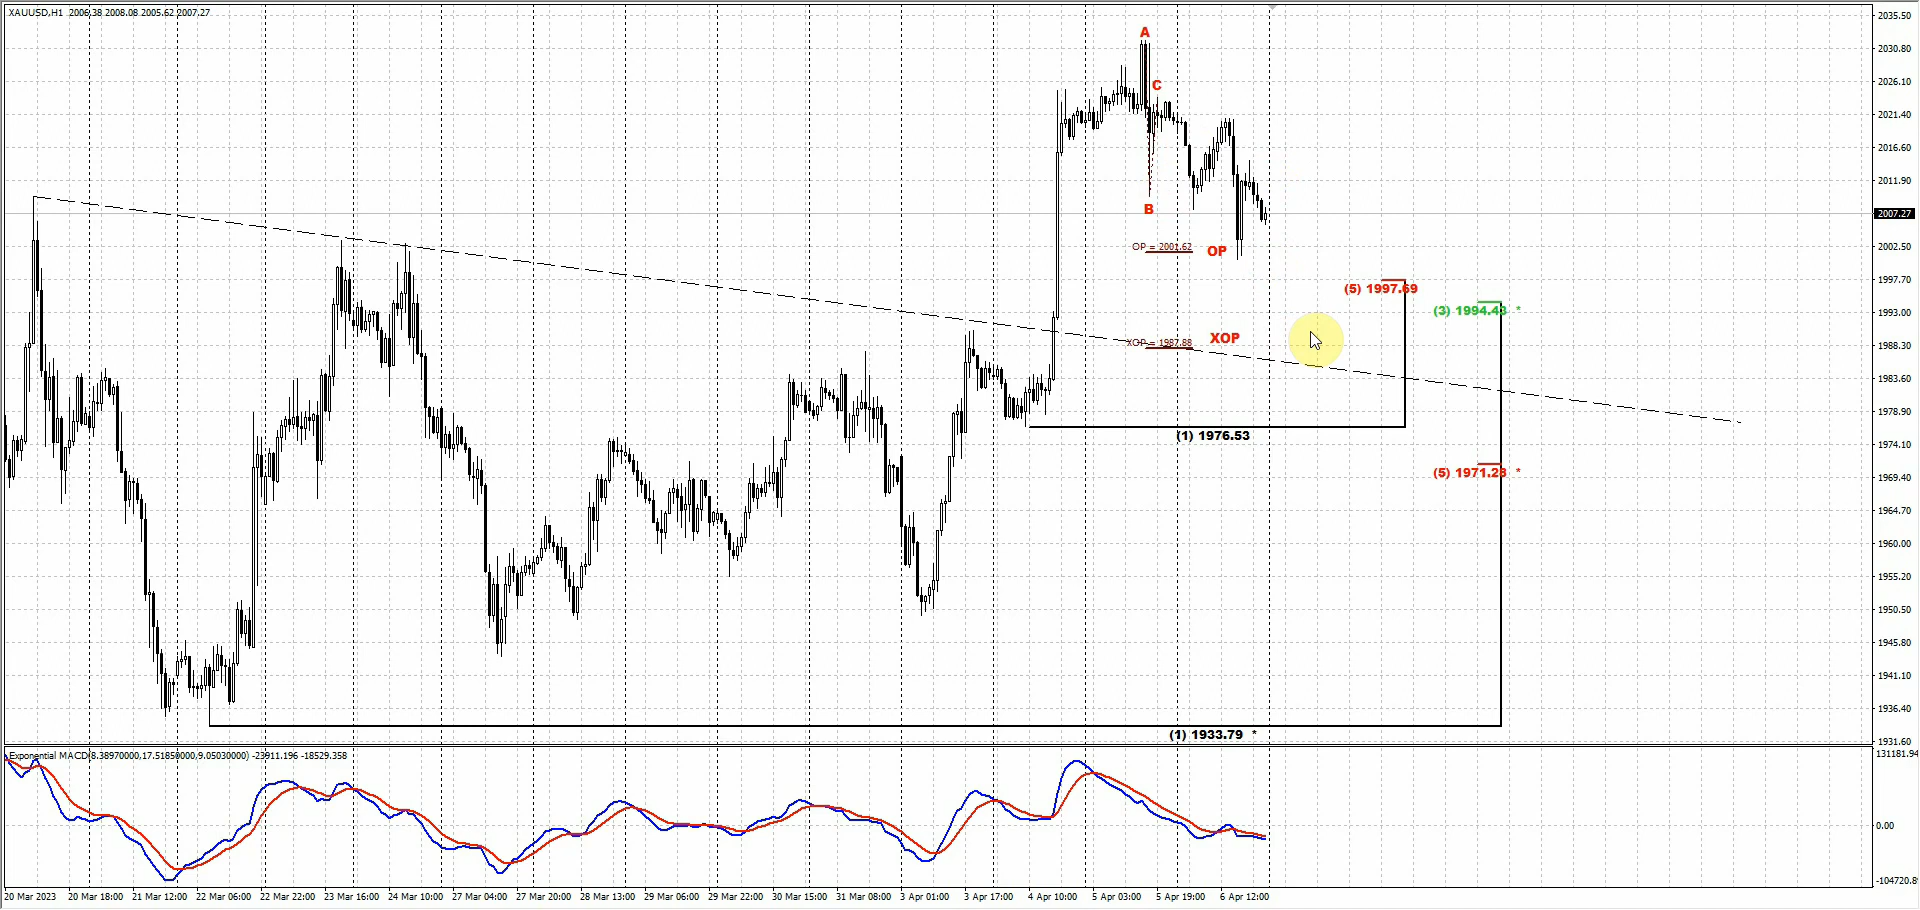 XAUUSD,H1 2006.38 2008.08 2005.62 2007.27
A
C
B
OP = 2001.62
OP
XOP = 1987.88
XOP
(5) 1997.69
(3) 1994.43 *
(1) 1976.53
(5) 1971.28 *
(1) 1933.79 *
2035.50
2030.80
2026.10
2021.40
2016.60
2011.90
2007.27
2002.50
1997.70
1993.00
1988.30
1983.60
1978.90
1974.10
1969.40
1964.70
1960.00
1955.20
1950.50
1945.80
1941.10
1936.40
1931.60
Exponential MACD(8.38970000,17.51850000,9.05030000) -23911.196 -18529.358
131181.94
0.00
-104720.8
20 Mar 2023 20 Mar 18:00 21 Mar 12:00 22 Mar 06:00 22 Mar 22:00 23 Mar 16:00 24 Mar 10:00 27 Mar 04:00 27 Mar 20:00 28 Mar 13:00 29 Mar 06:00 29 Mar 22:00 30 Mar 15:00 31 Mar 08:00 3 Apr 01:00 3 Apr 17:00 4 Apr 10:00 5 Apr 03:00 5 Apr 19:00 6 Apr 12:00